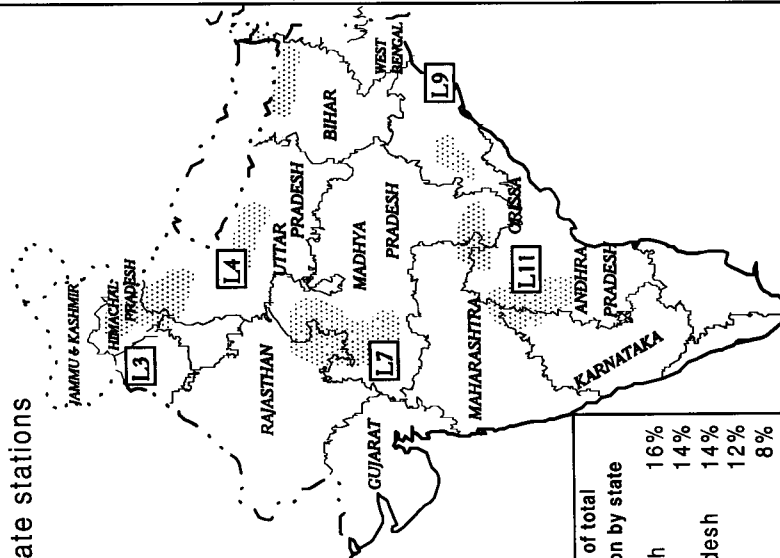 ate stations
JAMMU & KASHMIR
HIMACHAL
PRADESH
L3
L4
UTTAR
PRADESH
RAJASTHAN
BIHAR
WEST
BENGAL
L7
GUJARAT
MADHYA
PRADESH
L9
ORISSA
MAHARASHTRA
L11
ANDHRA
PRADESH
KARNATAKA
of total
on by state
h 16%
14%
desh 14%
12%
8%